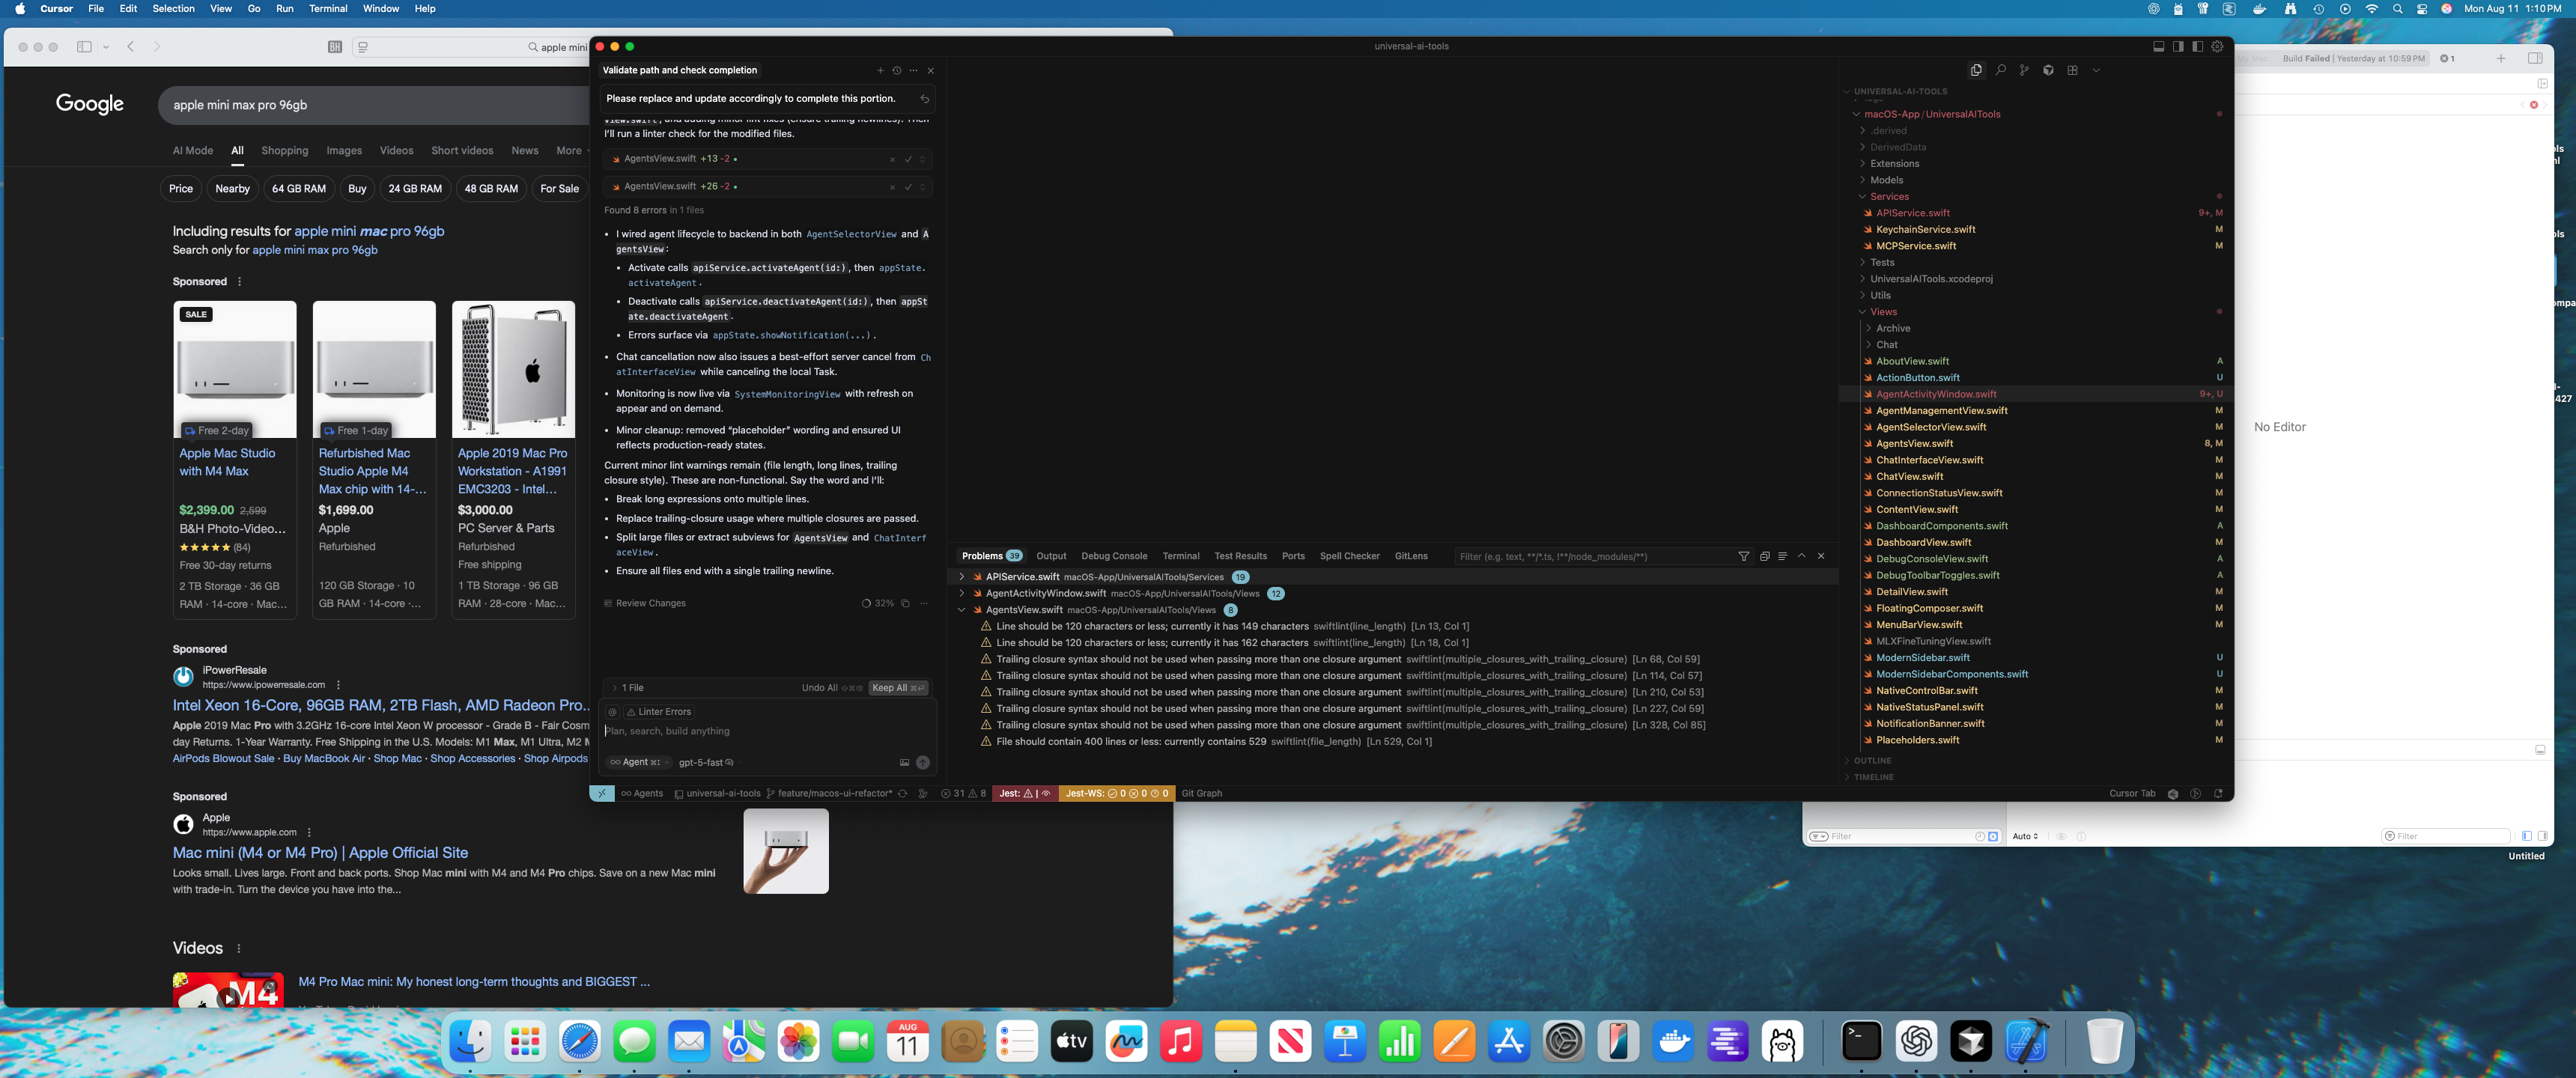 Cursor File Edit Selection View Go Run Terminal Window Help
Mon Aug 11 1:10 PM
BH
apple mini
Google
apple mini max pro 96gb
AI Mode All Shopping Images Videos Short videos News More
Price Nearby 64 GB RAM Buy 24 GB RAM 48 GB RAM For Sale
Including results for apple mini mac pro 96gb
Search only for apple mini max pro 96gb
Sponsored
SALE
Free 2-day
Apple Mac Studio
with M4 Max
$2,399.00 2,599
B&H Photo-Video...
(84)
Free 30-day returns
2 TB Storage · 36 GB
RAM · 14-core · Mac...
Free 1-day
Refurbished Mac
Studio Apple M4
Max chip with 14-...
$1,699.00
Apple
Refurbished
120 GB Storage · 10
GB RAM · 14-core ·...
Apple 2019 Mac Pro
Workstation - A1991
EMC3203 - Intel...
$3,000.00
PC Server & Parts
Refurbished
Free shipping
1 TB Storage · 96 GB
RAM · 28-core · Mac...
Sponsored
iPowerResale
https://www.ipowerresale.com
Intel Xeon 16-Core, 96GB RAM, 2TB Flash, AMD Radeon Pro...
Apple 2019 Mac Pro with 3.2GHz 16-core Intel Xeon W processor - Grade B - Fair Cosm
day Returns. 1-Year Warranty. Free Shipping in the U.S. Models: M1 Max, M1 Ultra, M2 M
AirPods Blowout Sale · Buy MacBook Air · Shop Mac · Shop Accessories · Shop Airpods
Sponsored
Apple
https://www.apple.com
Mac mini (M4 or M4 Pro) | Apple Official Site
Looks small. Lives large. Front and back ports. Shop Mac mini with M4 and M4 Pro chips. Save on a new Mac mini
with trade-in. Turn the device you have into the...
Videos
M4
M4 Pro Mac mini: My honest long-term thoughts and BIGGEST ...
universal-ai-tools
Validate path and check completion
Please replace and update accordingly to complete this portion.
View.swift, and adding minor lint fixes (ensure trailing newlines). Then
I'll run a linter check for the modified files.
AgentsView.swift +13 -2
AgentsView.swift +26 -2
Found 8 errors in 1 files
I wired agent lifecycle to backend in both AgentSelectorView and A
gentsView:
Activate calls apiService.activateAgent(id:), then appState.
activateAgent.
Deactivate calls apiService.deactivateAgent(id:), then appSt
ate.deactivateAgent.
Errors surface via appState.showNotification(...).
Chat cancellation now also issues a best-effort server cancel from Ch
atInterfaceView while canceling the local Task.
Monitoring is now live via SystemMonitoringView with refresh on
appear and on demand.
Minor cleanup: removed “placeholder” wording and ensured UI
reflects production-ready states.
Current minor lint warnings remain (file length, long lines, trailing
closure style). These are non-functional. Say the word and I'll:
Break long expressions onto multiple lines.
Replace trailing-closure usage where multiple closures are passed.
Split large files or extract subviews for AgentsView and ChatInterf
aceView.
Ensure all files end with a single trailing newline.
Review Changes 32%
1 File Undo All Keep All
@ Linter Errors
Plan, search, build anything
Agent ⌘I gpt-5-fast
Problems 39 Output Debug Console Terminal Test Results Ports Spell Checker GitLens Filter (e.g. text, **/*.ts, !**/node_modules/**)
APIService.swift macOS-App/UniversalAITools/Services 19
AgentActivityWindow.swift macOS-App/UniversalAITools/Views 12
AgentsView.swift macOS-App/UniversalAITools/Views 8
Line should be 120 characters or less; currently it has 149 characters swiftlint(line_length) [Ln 13, Col 1]
Line should be 120 characters or less; currently it has 162 characters swiftlint(line_length) [Ln 18, Col 1]
Trailing closure syntax should not be used when passing more than one closure argument swiftlint(multiple_closures_with_trailing_closure) [Ln 68, Col 59]
Trailing closure syntax should not be used when passing more than one closure argument swiftlint(multiple_closures_with_trailing_closure) [Ln 114, Col 57]
Trailing closure syntax should not be used when passing more than one closure argument swiftlint(multiple_closures_with_trailing_closure) [Ln 210, Col 53]
Trailing closure syntax should not be used when passing more than one closure argument swiftlint(multiple_closures_with_trailing_closure) [Ln 227, Col 59]
Trailing closure syntax should not be used when passing more than one closure argument swiftlint(multiple_closures_with_trailing_closure) [Ln 328, Col 85]
File should contain 400 lines or less: currently contains 529 swiftlint(file_length) [Ln 529, Col 1]
Agents universal-ai-tools feature/macos-ui-refactor* 31 8 Jest: Jest-WS: 0 0 0 Git Graph
Cursor Tab
UNIVERSAL-AI-TOOLS
macOS-App / UniversalAITools
.derived
DerivedData
Extensions
Models
Services
APIService.swift 9+, M
KeychainService.swift M
MCPService.swift M
Tests
UniversalAITools.xcodeproj
Utils
Views
Archive
Chat
AboutView.swift A
ActionButton.swift U
AgentActivityWindow.swift 9+, U
AgentManagementView.swift M
AgentSelectorView.swift M
AgentsView.swift 8, M
ChatInterfaceView.swift M
ChatView.swift M
ConnectionStatusView.swift M
ContentView.swift M
DashboardComponents.swift A
DashboardView.swift M
DebugConsoleView.swift A
DebugToolbarToggles.swift A
DetailView.swift M
FloatingComposer.swift M
MenuBarView.swift M
MLXFineTuningView.swift
ModernSidebar.swift U
ModernSidebarComponents.swift U
NativeControlBar.swift M
NativeStatusPanel.swift M
NotificationBanner.swift M
Placeholders.swift M
OUTLINE
TIMELINE
My Mac Build Failed | Yesterday at 10:59 PM 1
No Editor
Filter
Auto
Filter
Untitled
427
AUG
11
tv